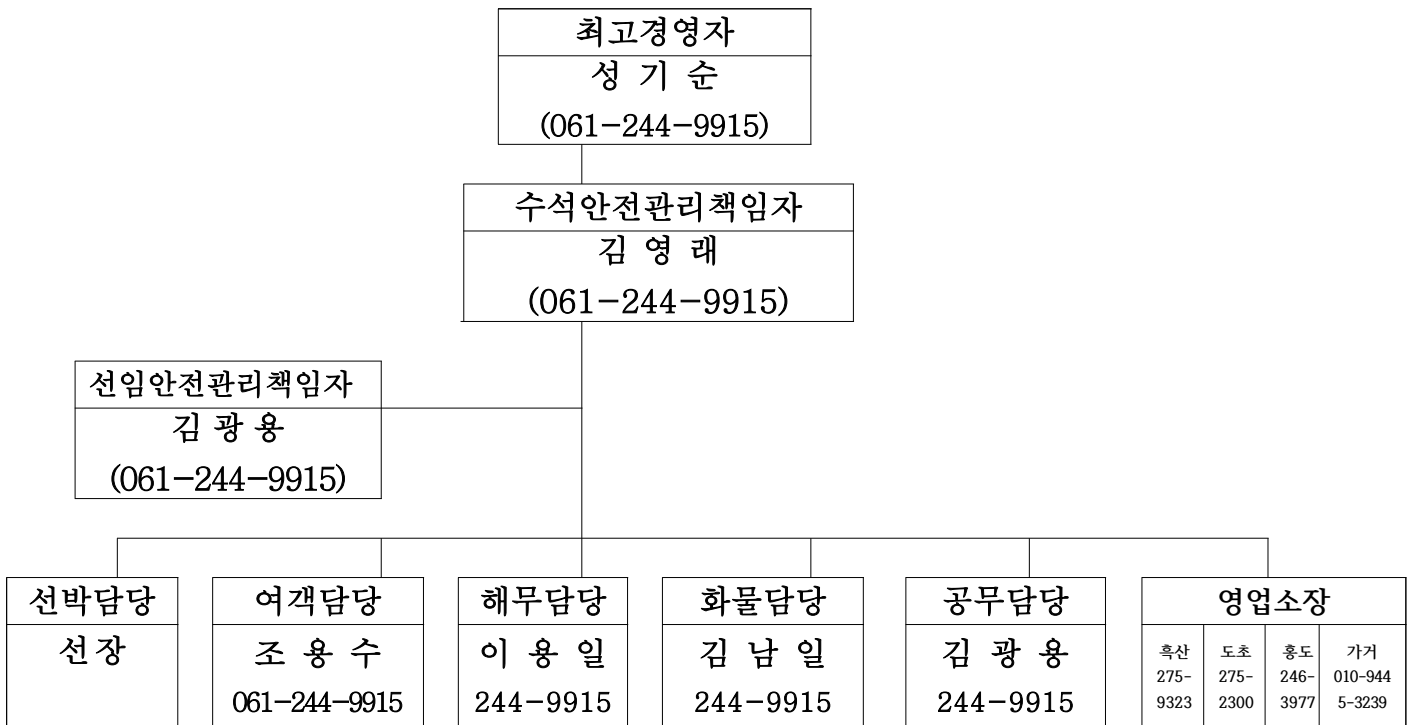 최고경영자
성 기 순
(061-244-9915)
수석안전관리책임자
김 영 래
(061-244-9915)
선임안전관리책임자
김 광 용
(061-244-9915)
선박담당
선장
여객담당
조 용 수
061-244-9915
해무담당
이 용 일
244-9915
화물담당
김 남 일
244-9915
공무담당
김 광 용
244-9915
영업소장
흑산
275-
9323
도초
275-
2300
홍도
246-
3977
가거
010-944
5-3239